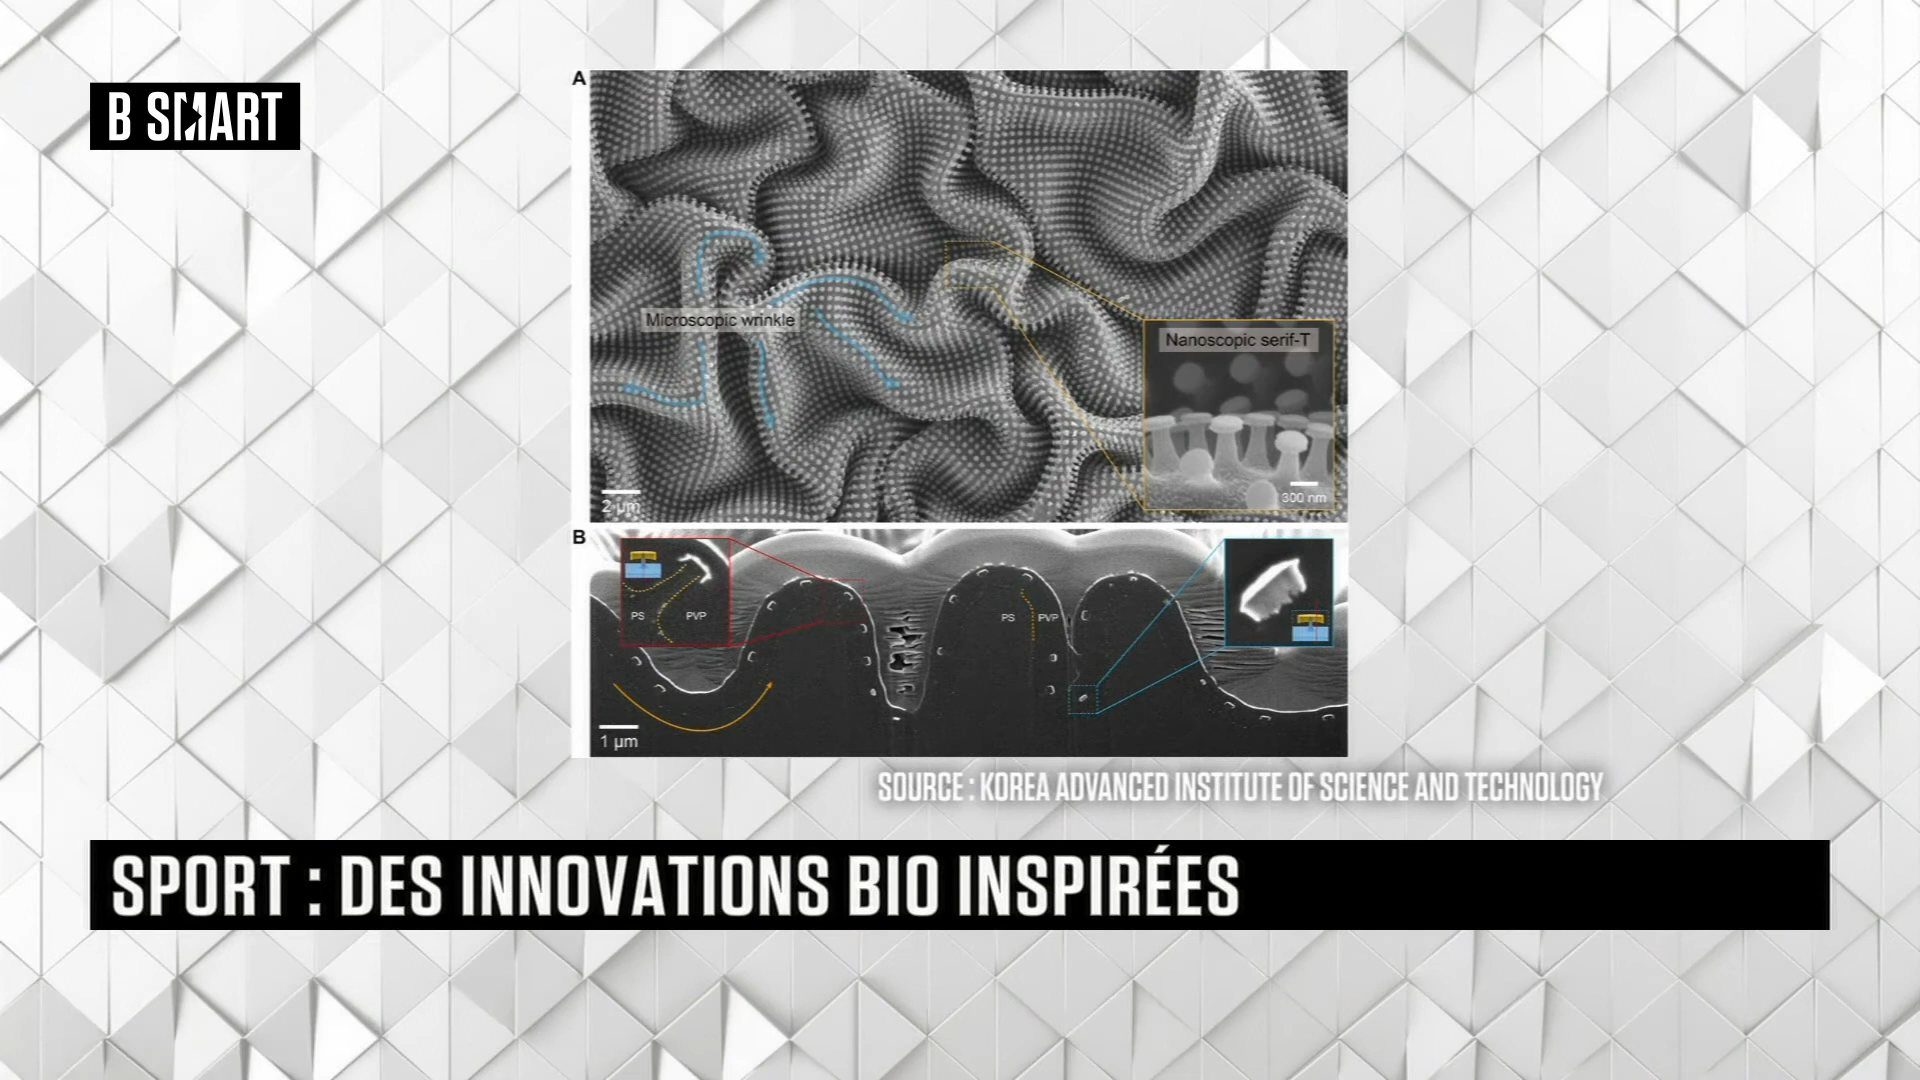 B SMART
A
Microscopic wrinkle
Nanoscopic serif-T
300 nm
2 µm
B
PS
PVP
PS
PVP
1 µm
SOURCE : KOREA ADVANCED INSTITUTE OF SCIENCE AND TECHNOLOGY
SPORT : DES INNOVATIONS BIO INSPIRÉES